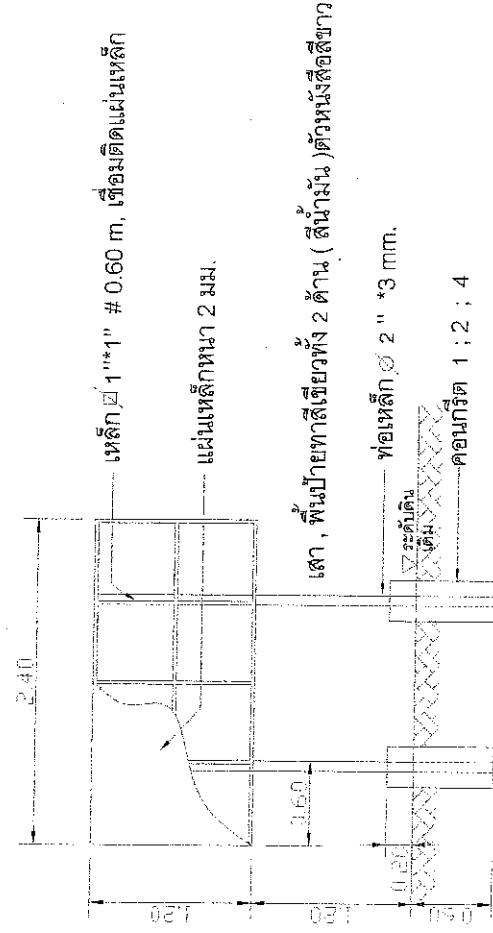 2.40
เหล็ก ⍁ 1"*1" # 0.60 m, เชื่อมติดแผ่นเหล็ก
แผ่นเหล็กหนา 2 มม.
1.20
0.60
เสา , พื้นป้ายทาสีเขียวทั้ง 2 ด้าน ( สีน้ำมัน )ตัวหนังสือสีขาว
1.20
ท่อเหล็ก ∅ 2 " *3 mm.
0.20
ระดับดิน
เดิม
คอนกรีต 1 ; 2 ; 4